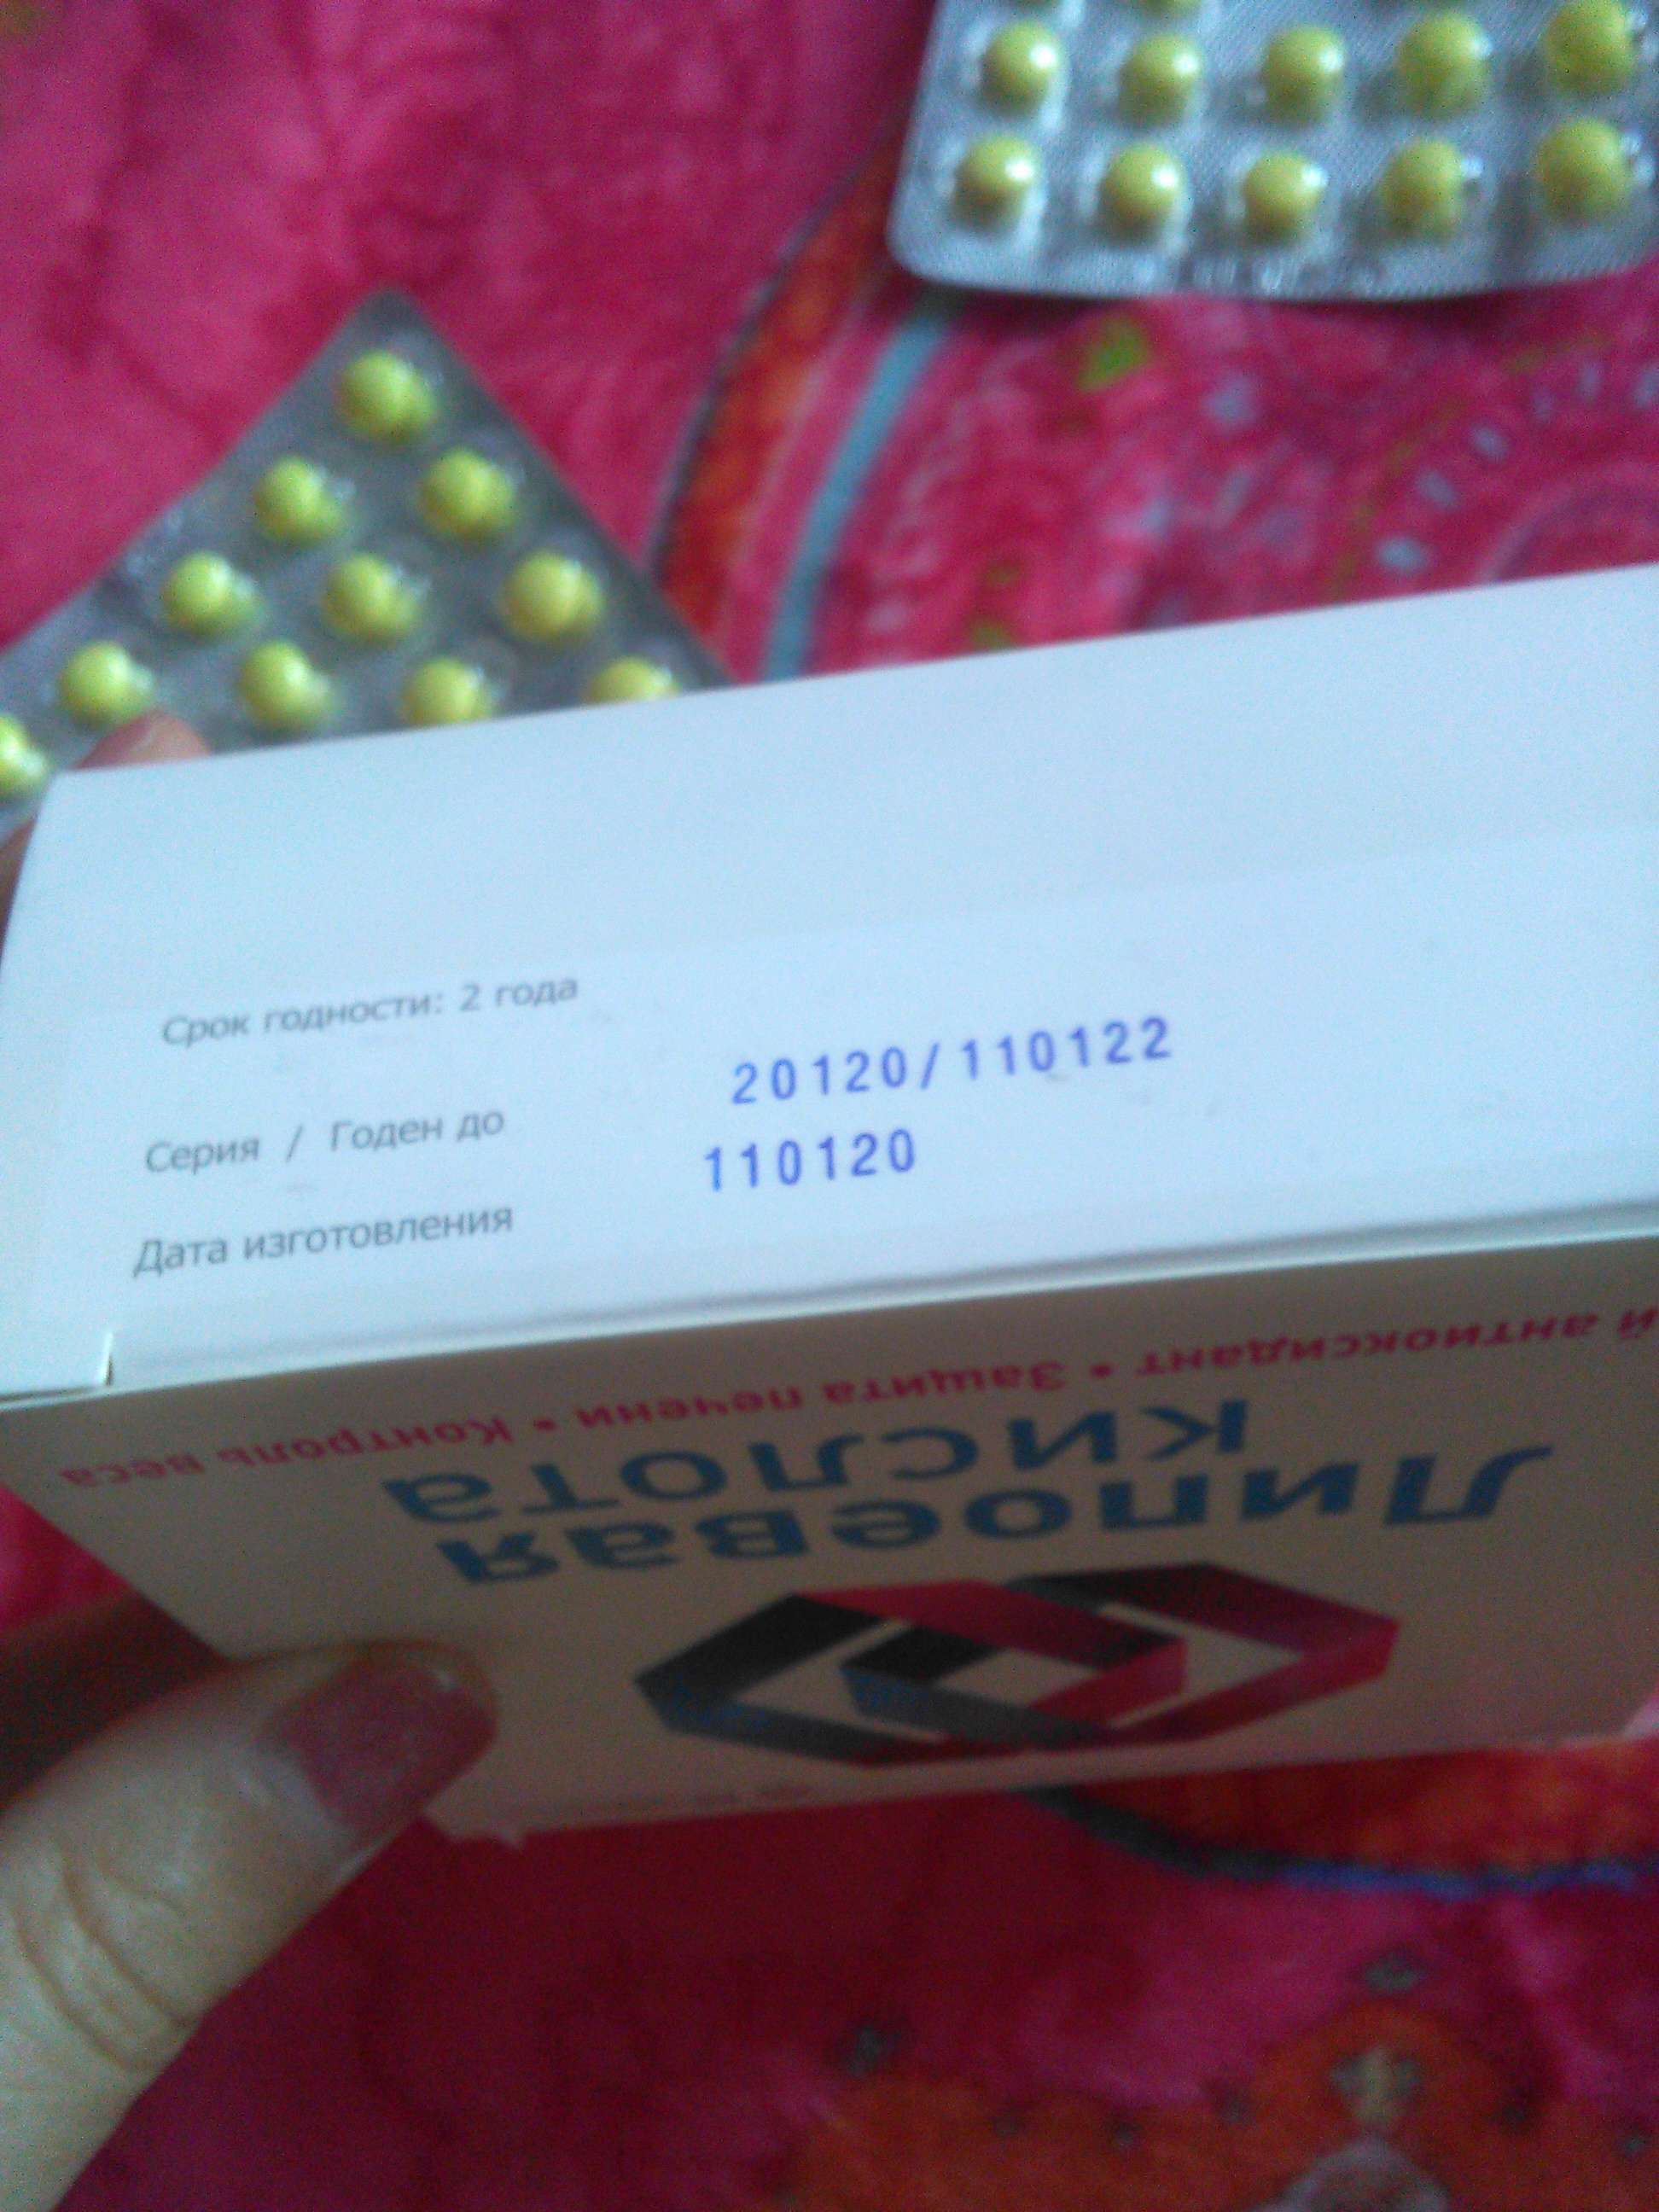 Срок годности: 2 года
Серия / Годен до 20120/110122
Дата изготовления 110120
Липоевая
кислота
й антиоксидант • Защита печени • Контроль веса